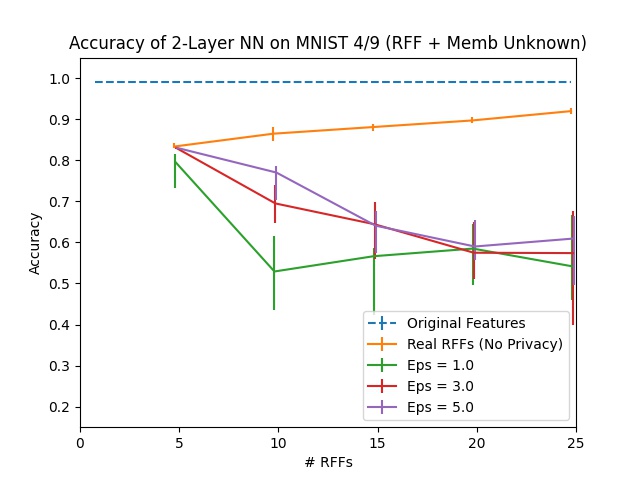 Accuracy of 2-Layer NN on MNIST 4/9 (RFF + Memb Unknown)
1.0
0.9
0.8
0.7
0.6
0.5
0.4
0.3
0.2
Accuracy
Original Features
Real RFFs (No Privacy)
Eps = 1.0
Eps = 3.0
Eps = 5.0
0 5 10 15 20 25
# RFFs